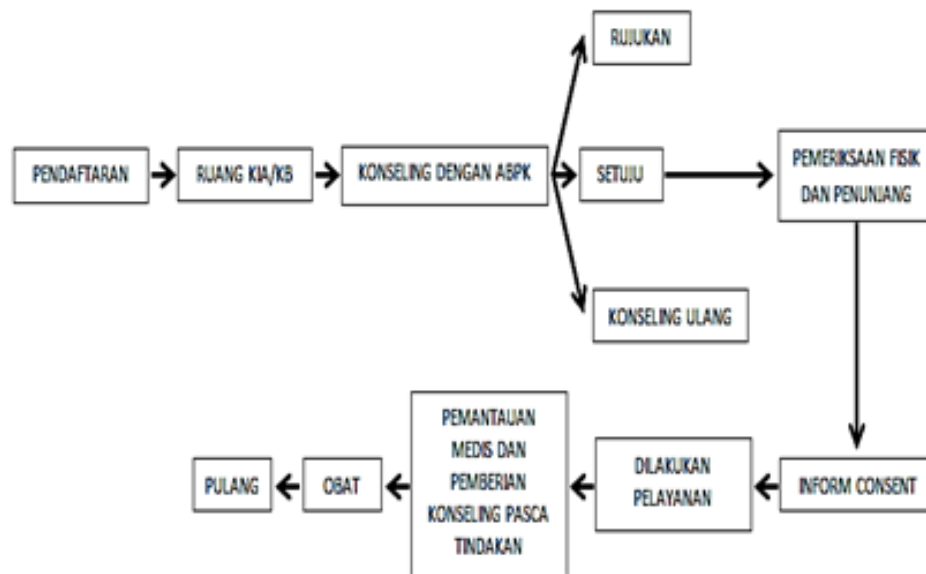 RUJUKAN
PENDAFTARAN
RUANG KIA/KB
KONSELING DENGAN ABPK
SETUJU
PEMERIKSAAN FISIK
DAN PENUNJANG
KONSELING ULANG
PEMANTAUAN
MEDIS DAN
PEMBERIAN
KONSELING PASCA
TINDAKAN
DILAKUKAN
PELAYANAN
PULANG
OBAT
INFORM CONSENT